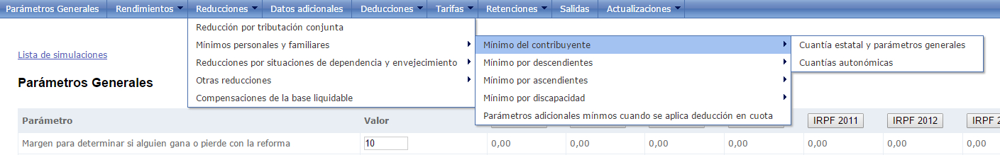 Parámetros Generales Rendimientos Reducciones Datos adicionales Deducciones Tarifas Retenciones Salidas Actualizaciones
Reducción por tributación conjunta
Mínimos personales y familiares
Reducciones por situaciones de dependencia y envejecimiento
Otras reducciones
Compensaciones de la base liquidable
Mínimo del contribuyente
Mínimo por descendientes
Mínimo por ascendientes
Mínimo por discapacidad
Parámetros adicionales mínmos cuando se aplica deducción en cuota
Cuantía estatal y parámetros generales
Cuantías autonómicas
Lista de simulaciones
Parámetros Generales
Parámetro Valor IRPF 2011 IRPF 2012 IRPF 2
Margen para determinar si alguien gana o pierde con la reforma 10 0,00 0,00 0,00 0,00 0,00 0,00 0,00